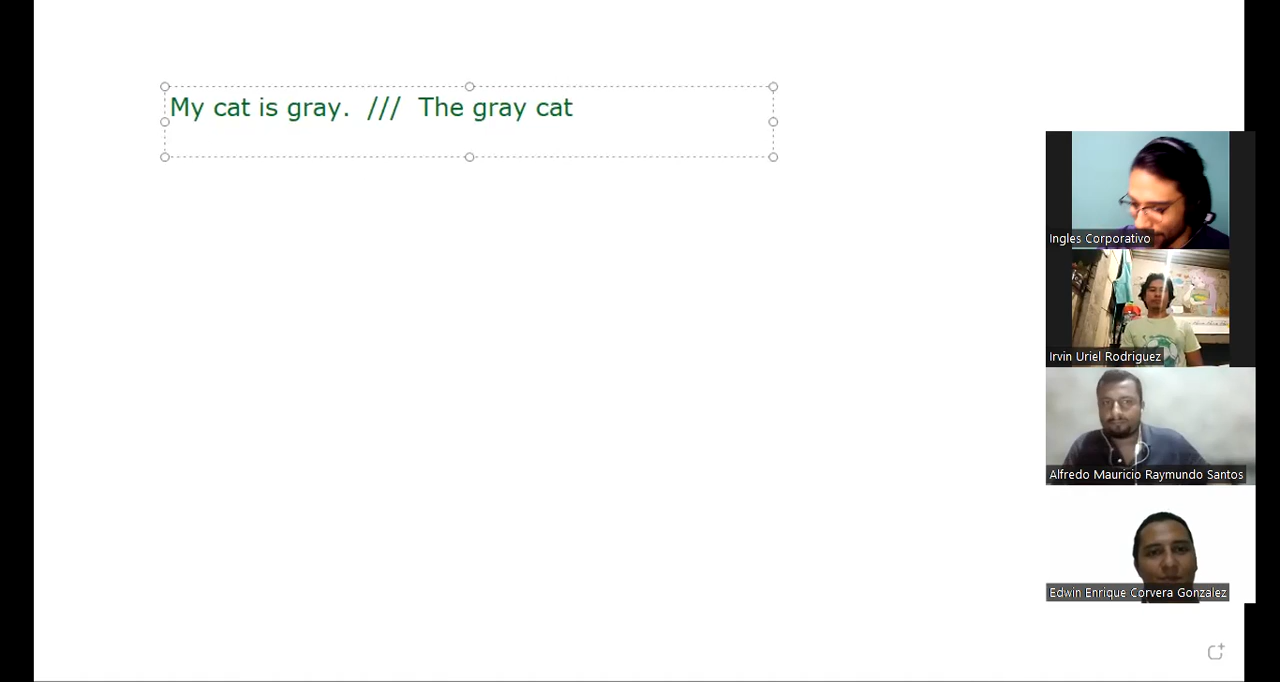 My cat is gray.  ///  The gray cat
Ingles Corporativo
Irvin Uriel Rodriguez
Alfredo Mauricio Raymundo Santos
Edwin Enrique Corvera Gonzalez